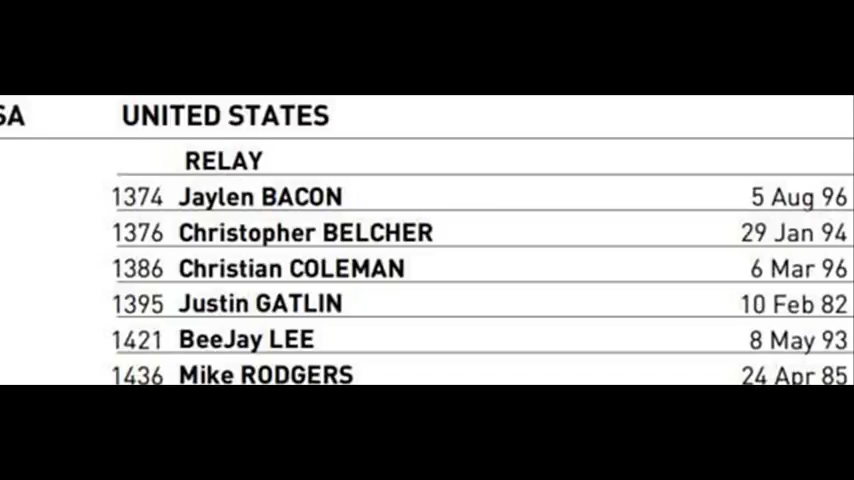 SA UNITED STATES
RELAY
1374 Jaylen BACON 5 Aug 96
1376 Christopher BELCHER 29 Jan 94
1386 Christian COLEMAN 6 Mar 96
1395 Justin GATLIN 10 Feb 82
1421 BeeJay LEE 8 May 93
1436 Mike RODGERS 24 Apr 85